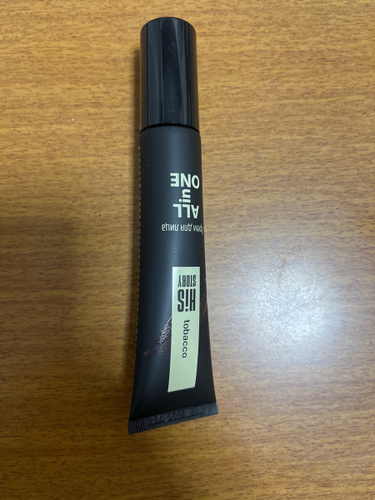 tobacco
HiS
STORY
крем для лица
ALL
in
ONE